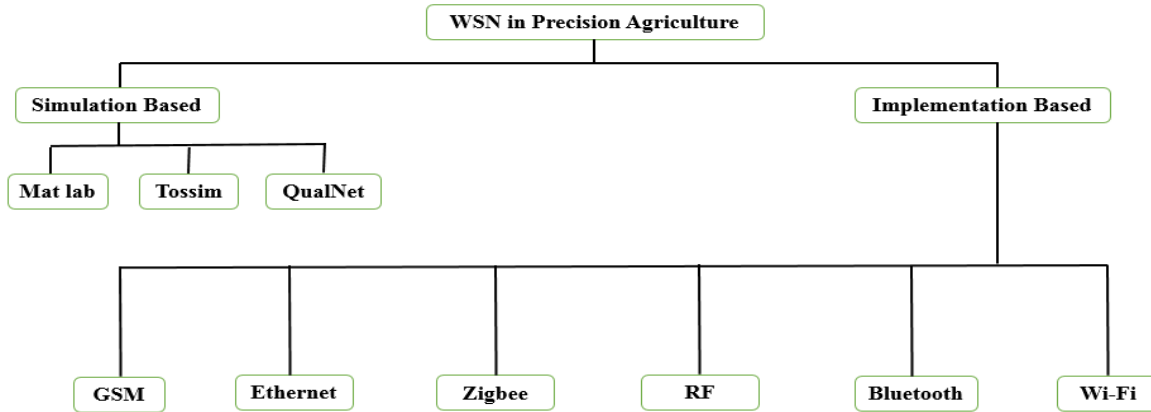 WSN in Precision Agriculture
Simulation Based
Implementation Based
Mat lab
Tossim
QualNet
GSM
Ethernet
Zigbee
RF
Bluetooth
Wi-Fi